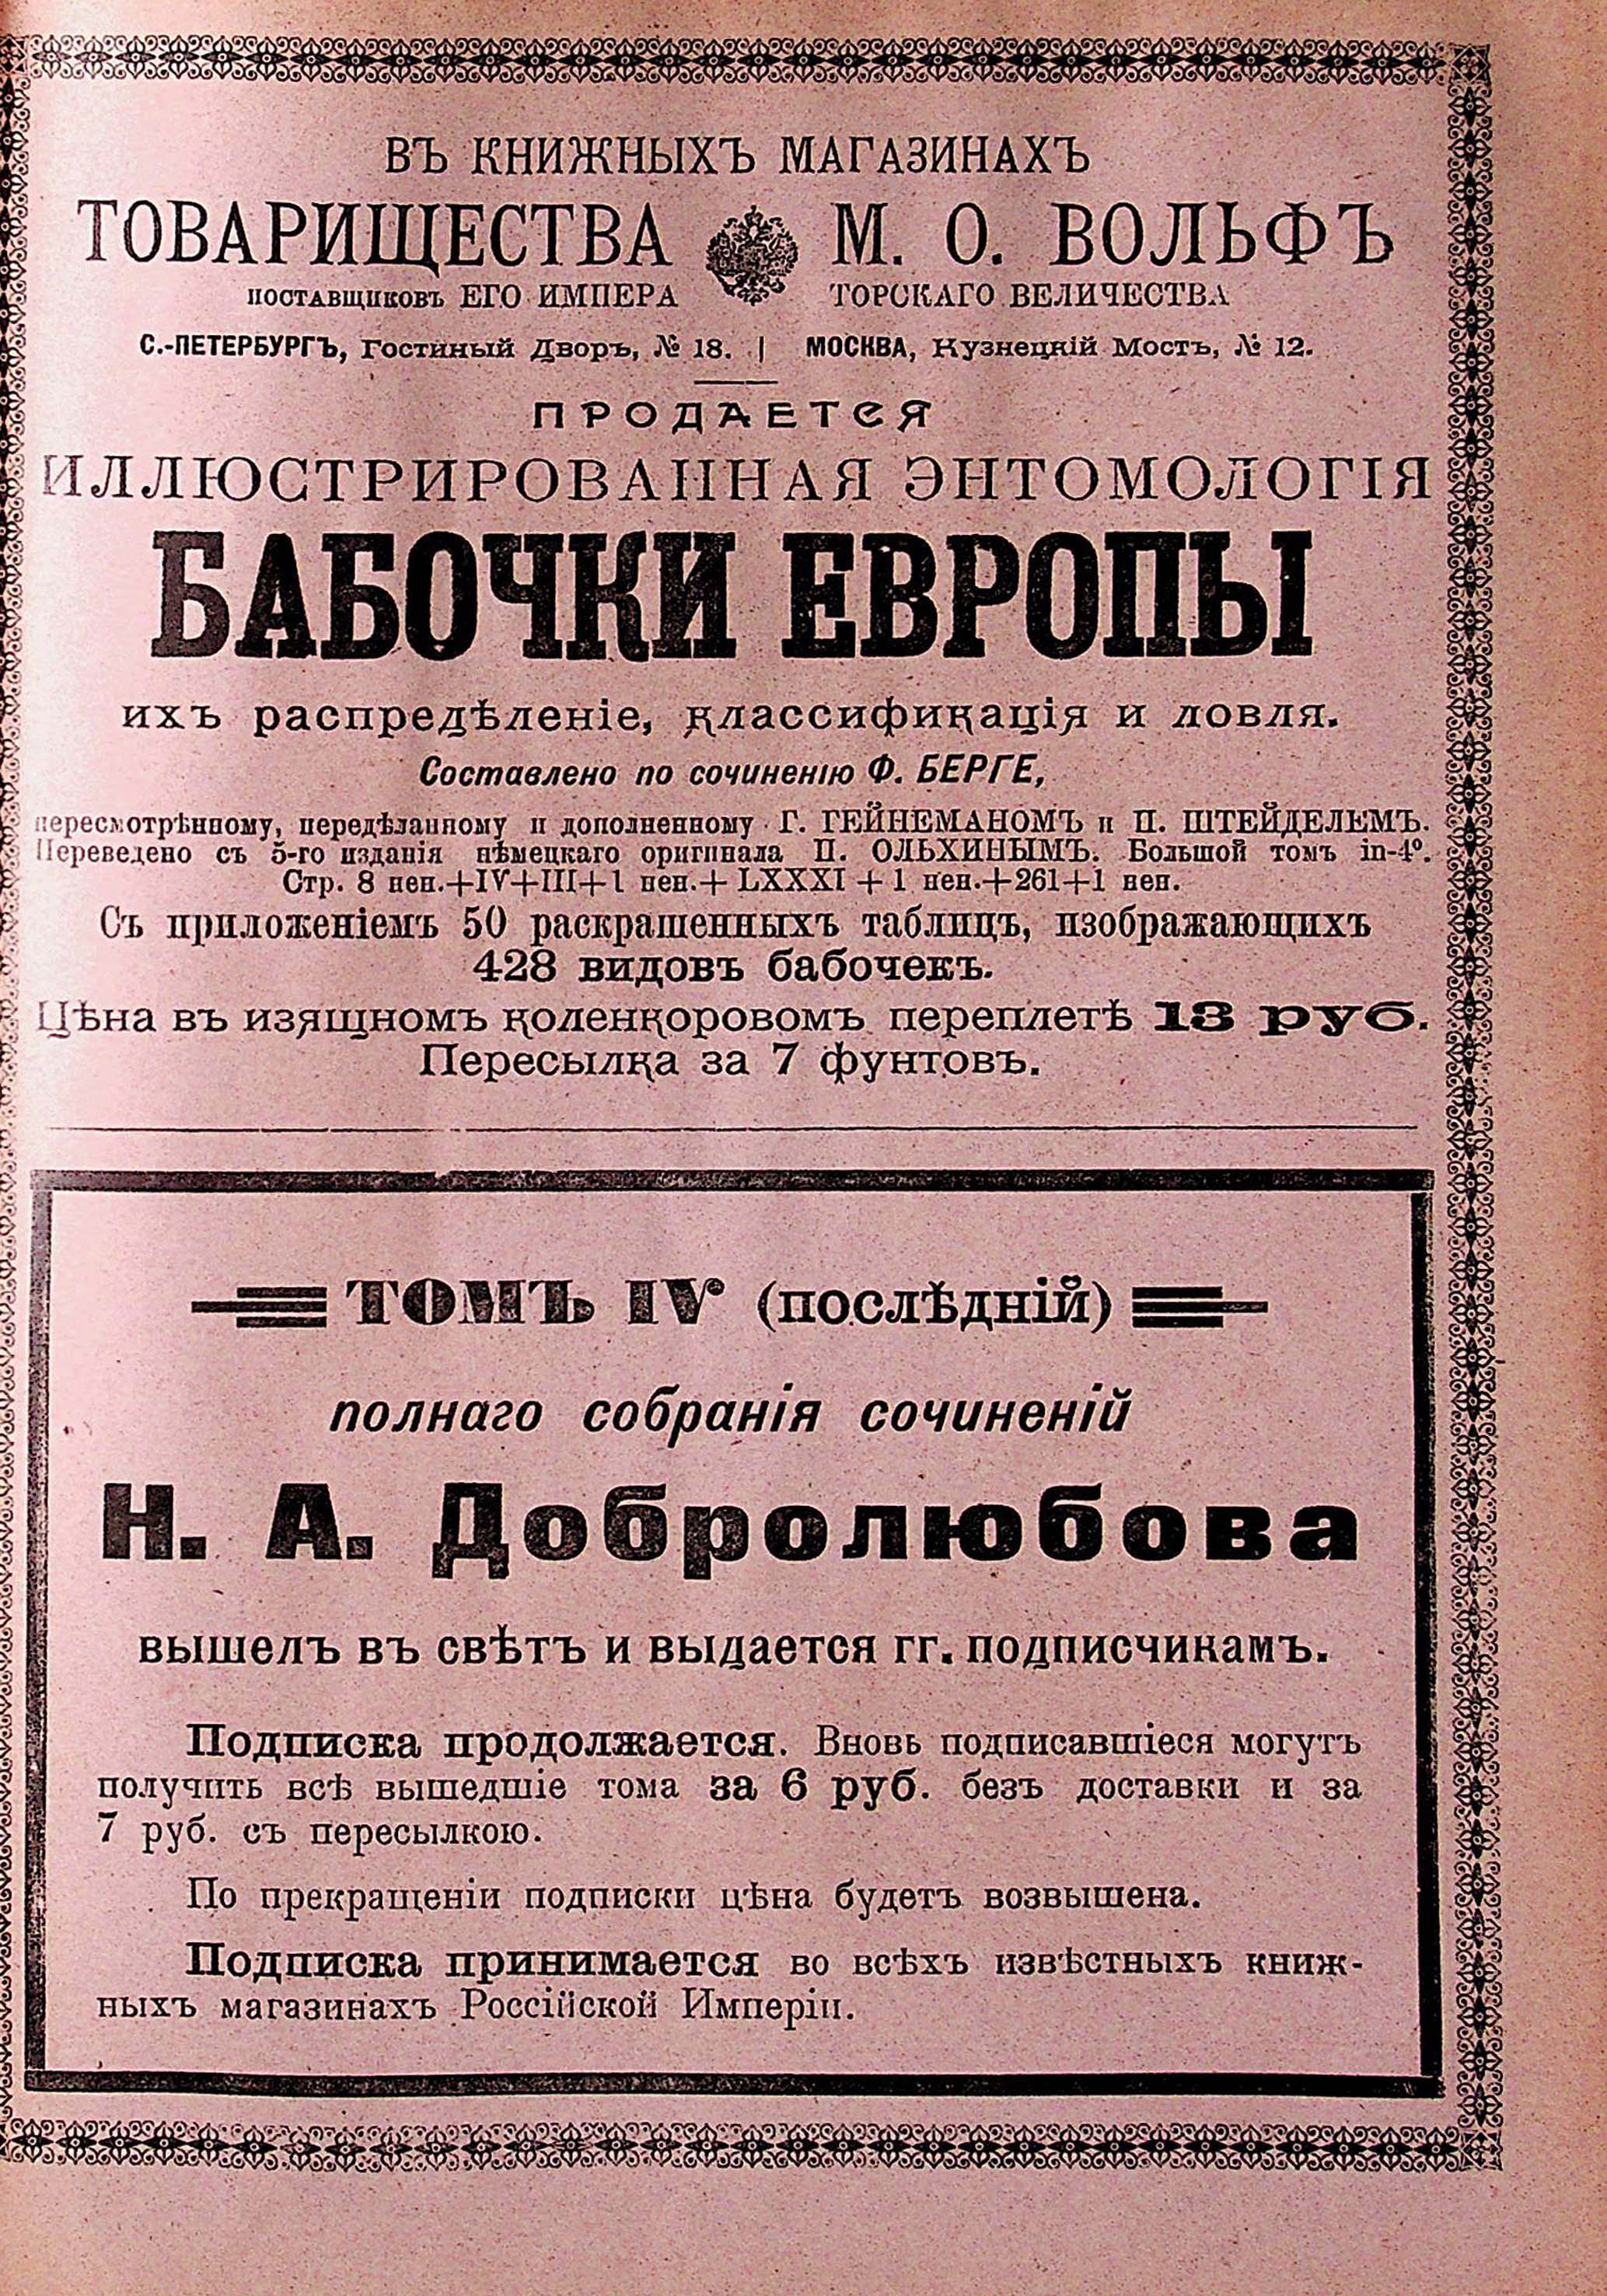 ВЪ КНИЖНЫХЪ МАГАЗИНАХЪ
ТОВАРИЩЕСТВА М. О. ВОЛЬФЪ
ПОСТАВЩИКОВЪ ЕГО ИМПЕРАТОРСКАГО ВЕЛИЧЕСТВА
С.-ПЕТЕРБУРГЪ, Гостиный Дворъ, № 18. | МОСКВА, Кузнецкій Мостъ, № 12.
ПРОДАЕТСЯ
ИЛЛЮСТРИРОВАННАЯ ЭНТОМОЛОГІЯ
БАБОЧКИ ЕВРОПЫ
ихъ распредѣленіе, классификація и ловля.
Составлено по сочиненію Ф. БЕРГЕ,
пересмотрѣнному, передѣланному и дополненному Г. ГЕЙНЕМАНОМЪ и П. ШТЕЙДЕЛЕМЪ.
Переведено съ 5-го изданія нѣмецкаго оригинала П. ОЛЬХИНЫМЪ. Большой томъ in-4°.
Стр. 8 нен.+IV+III+1 нен.+LXXXI+1 нен.+261+1 нен.
Съ приложеніемъ 50 раскрашенныхъ таблицъ, изображающихъ
428 видовъ бабочекъ.
Цѣна въ изящномъ коленкоровомъ переплетѣ 13 руб.
Пересылка за 7 фунтовъ.
ТОМЪ IV (послѣдній)
полнаго собранія сочиненій
Н. А. Добролюбова
вышелъ въ свѣтъ и выдается гг. подписчикамъ.
Подписка продолжается. Вновь подписавшіеся могутъ
получить всѣ вышедшіе тома за 6 руб. безъ доставки и за
7 руб. съ пересылкою.
По прекращеніи подписки цѣна будетъ возвышена.
Подписка принимается во всѣхъ извѣстныхъ книж-
ныхъ магазинахъ Россійской Имперіи.